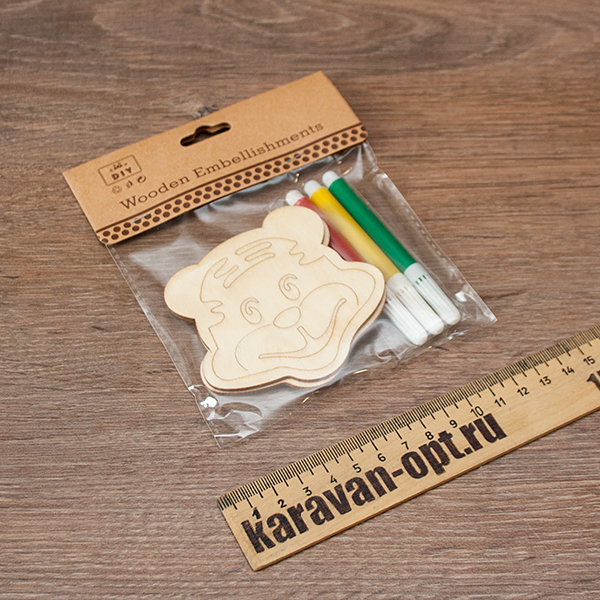 DIY
Wooden Embellishments
1 2 3 4 5 6 7 8 9 10 11 12 13 14 15
karavan-opt.ru